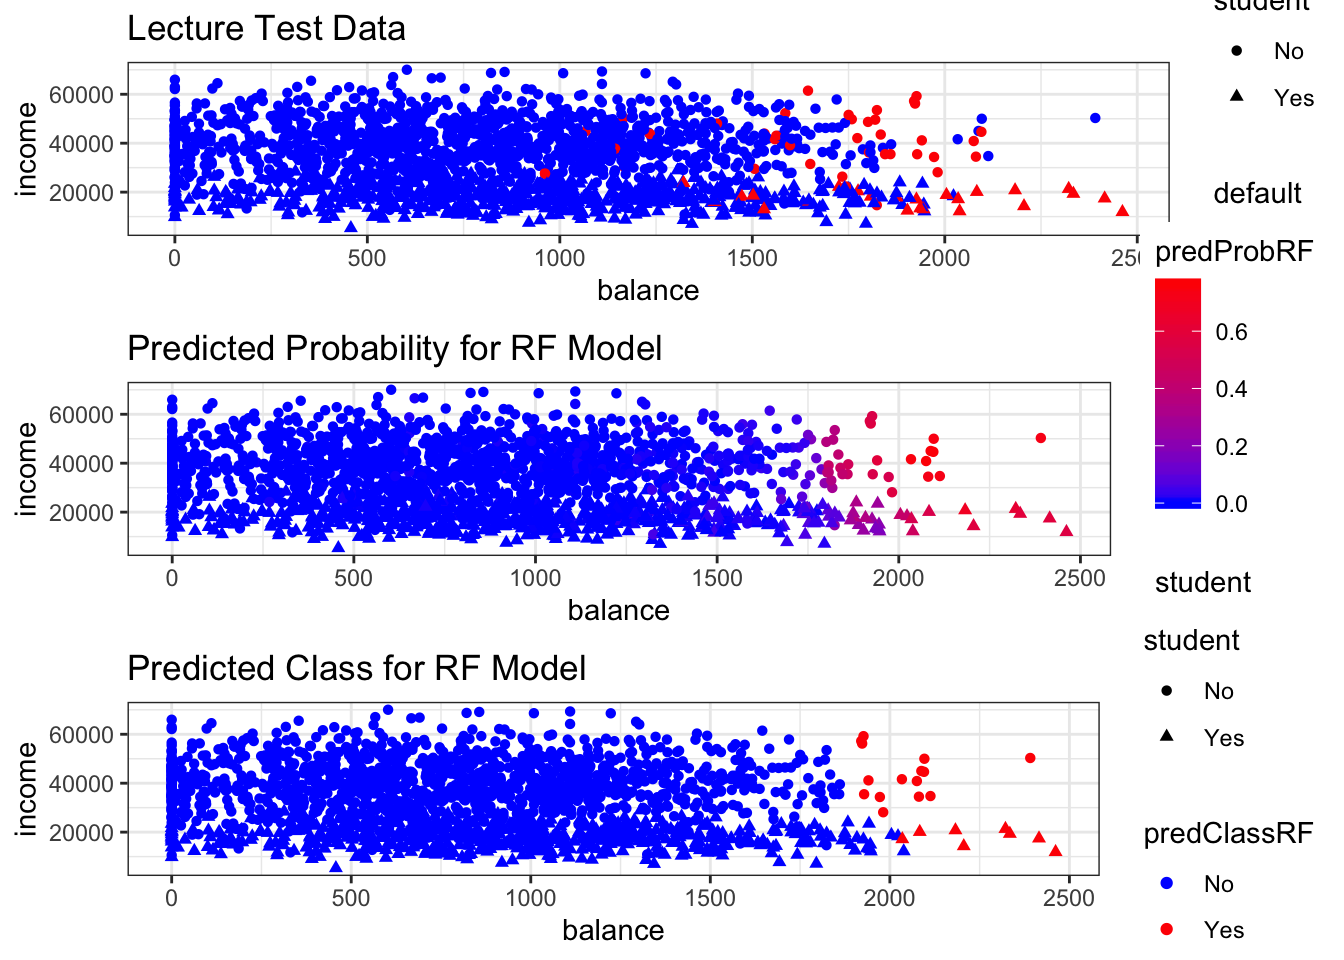 Lecture Test Data
income
60000
40000
20000
0 500 1000 1500 2000
balance
student
No
Yes
default
predProbRF
0.6
0.4
0.2
0.0
Predicted Probability for RF Model
income
60000
40000
20000
0 500 1000 1500 2000 2500
balance
student
Predicted Class for RF Model
income
60000
40000
20000
0 500 1000 1500 2000 2500
balance
student
No
Yes
predClassRF
No
Yes